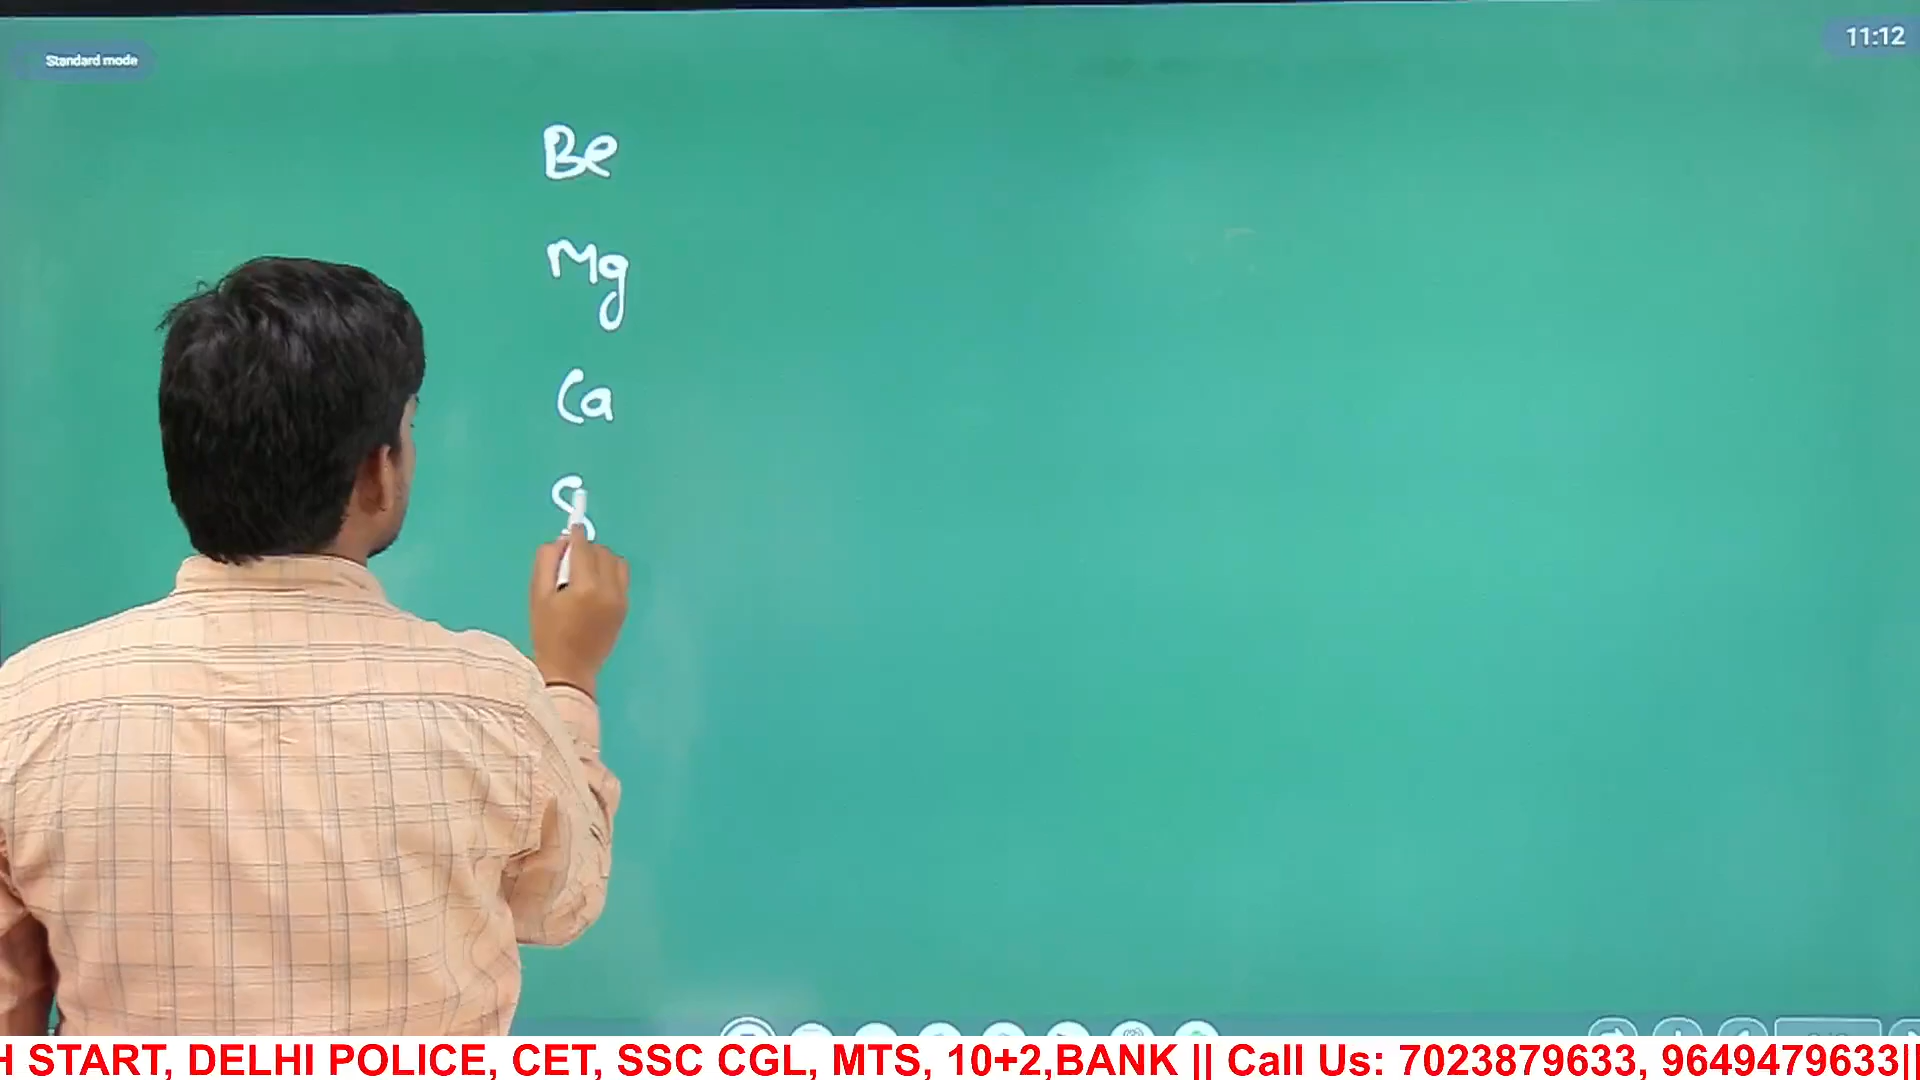 Standard mode
11:12
Be
Mg
Ca
S
H START, DELHI POLICE, CET, SSC CGL, MTS, 10+2,BANK || Call Us: 7023879633, 9649479633||